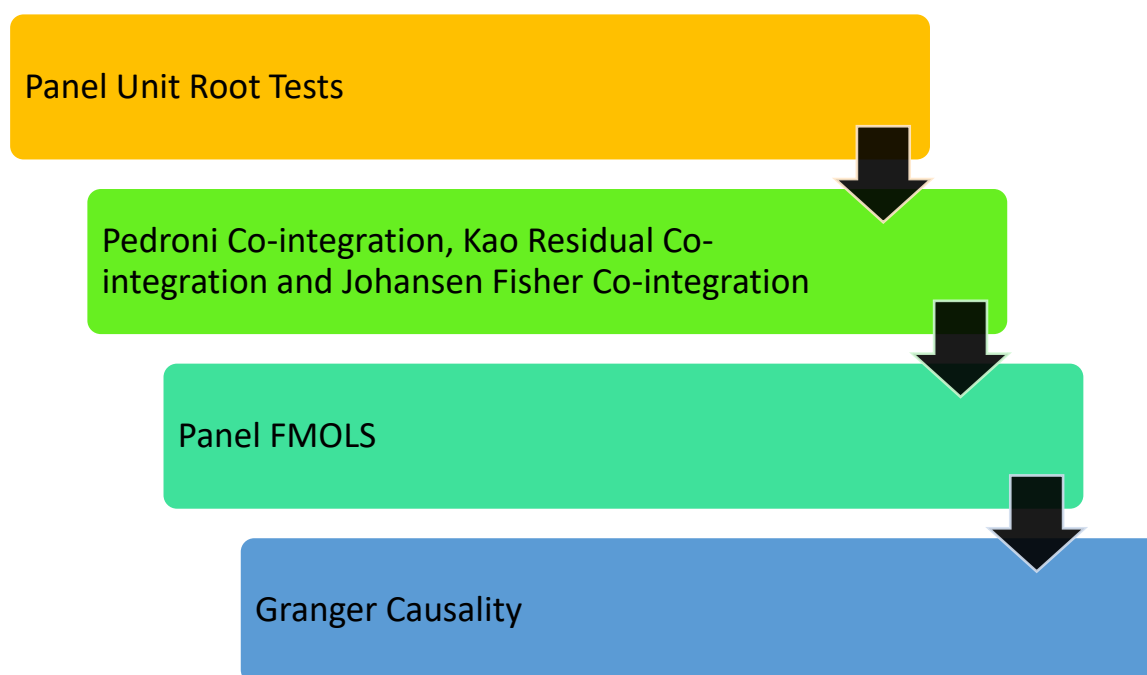 Panel Unit Root Tests
Pedroni Co-integration, Kao Residual Co-
integration and Johansen Fisher Co-integration
Panel FMOLS
Granger Causality